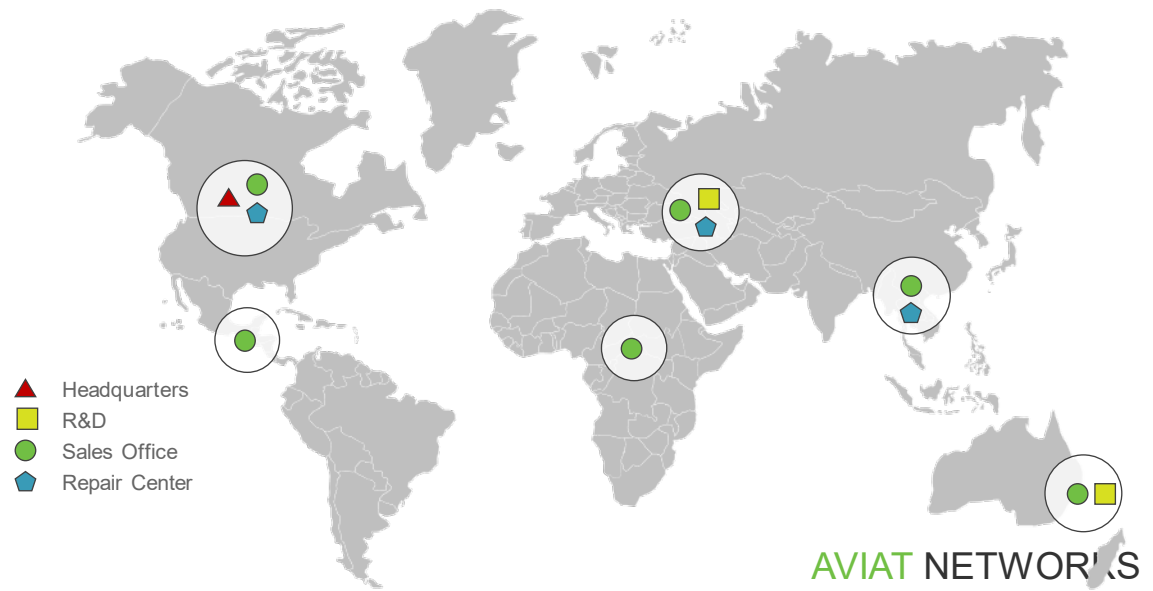 Headquarters
R&D
Sales Office
Repair Center
AVIAT NETWORKS